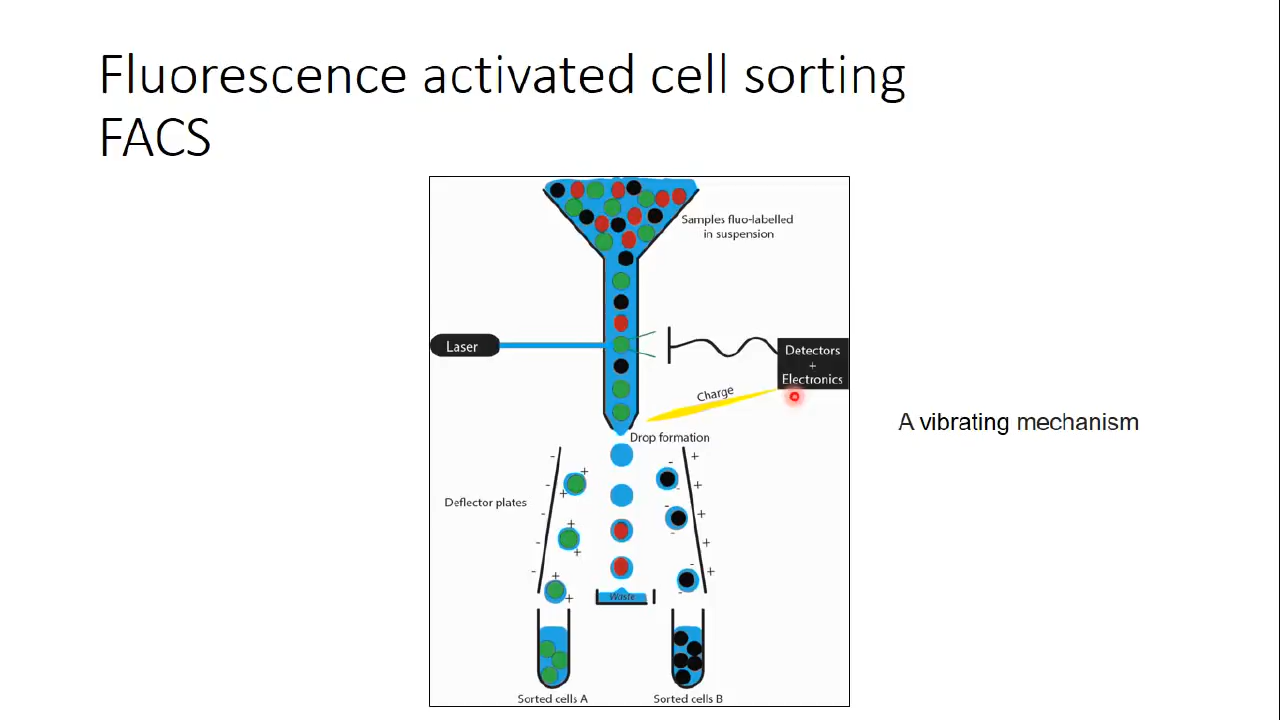 Fluorescence activated cell sorting
FACS
Samples fluo-labelled
in suspension
Laser
Detectors
+
Electronics
Charge
A vibrating mechanism
Drop formation
- + - +
- + - +
Deflector plates
- + - +
- + - +
- + - +
Waste
Sorted cells A
Sorted cells B